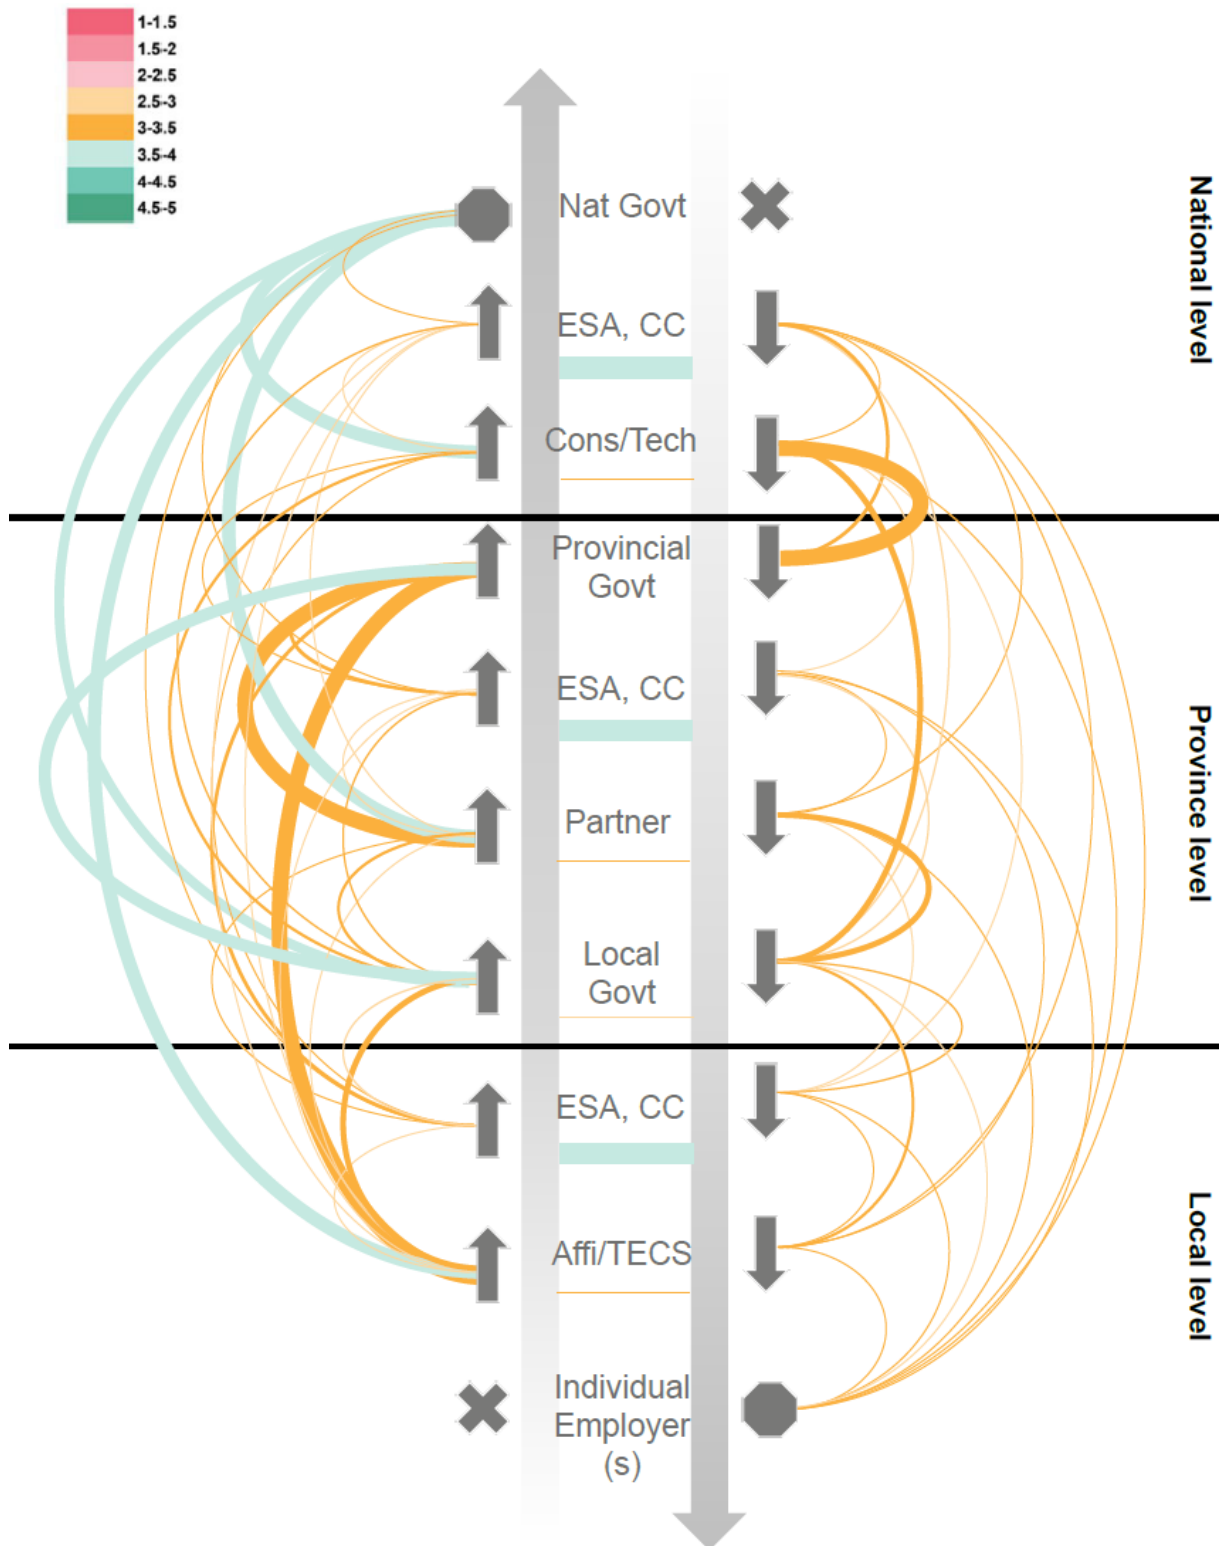 1-1.5
1.5-2
2-2.5
2.5-3
3-3.5
3.5-4
4-4.5
4.5-5
Nat Govt
ESA, CC
Cons/Tech
National level
Provincial
Govt
ESA, CC
Partner
Local
Govt
Province level
ESA, CC
Affi/TECS
Individual
Employer
(s)
Local level